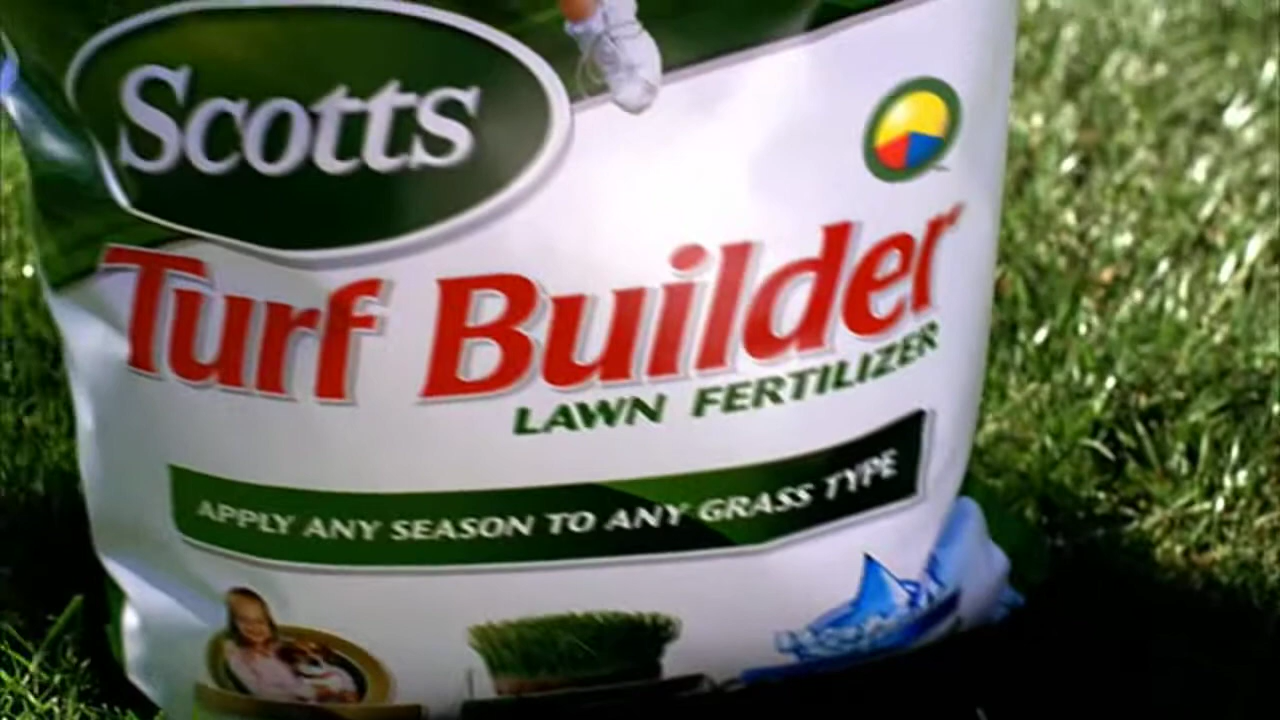 Scotts
Turf Builder
LAWN FERTILIZER
APPLY ANY SEASON TO ANY GRASS TYPE